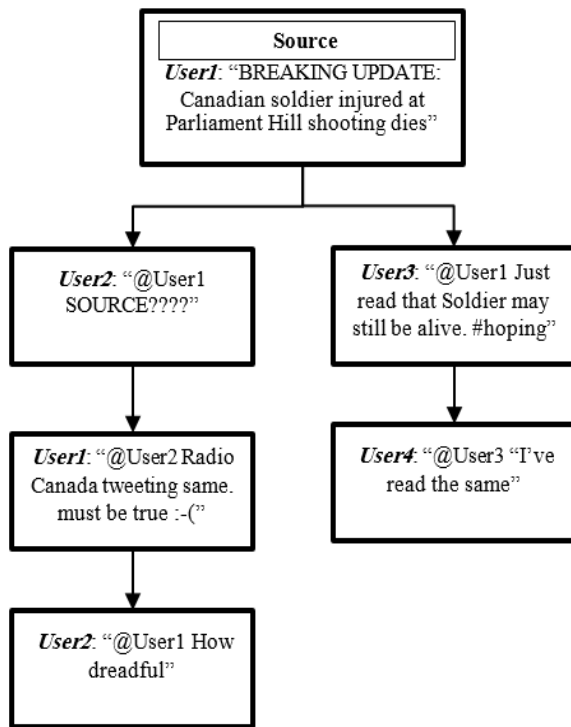 Source
User1: “BREAKING UPDATE:
Canadian soldier injured at
Parliament Hill shooting dies”
User2: “@User1
SOURCE????”
User3: “@User1 Just
read that Soldier may
still be alive. #hoping”
User1: “@User2 Radio
Canada tweeting same.
must be true :-(”
User4: “@User3 “I’ve
read the same”
User2: “@User1 How
dreadful”